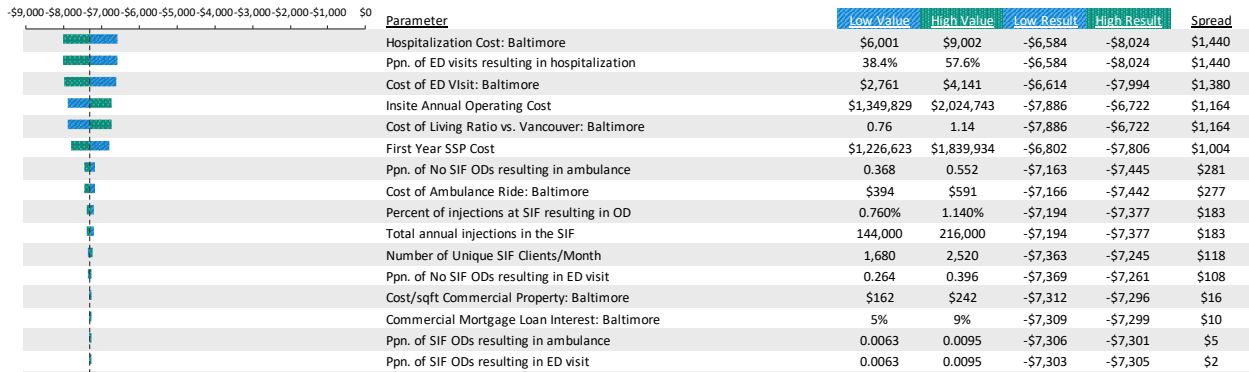 -$9,000 -$8,000 -$7,000 -$6,000 -$5,000 -$4,000 -$3,000 -$2,000 -$1,000 $0
Parameter Low Value High Value Low Result High Result Spread
Hospitalization Cost: Baltimore $6,001 $9,002 -$6,584 -$8,024 $1,440
Ppn. of ED visits resulting in hospitalization 38.4% 57.6% -$6,584 -$8,024 $1,440
Cost of ED VIsit: Baltimore $2,761 $4,141 -$6,614 -$7,994 $1,380
Insite Annual Operating Cost $1,349,829 $2,024,743 -$7,886 -$6,722 $1,164
Cost of Living Ratio vs. Vancouver: Baltimore 0.76 1.14 -$7,886 -$6,722 $1,164
First Year SSP Cost $1,226,623 $1,839,934 -$6,802 -$7,806 $1,004
Ppn. of No SIF ODs resulting in ambulance 0.368 0.552 -$7,163 -$7,445 $281
Cost of Ambulance Ride: Baltimore $394 $591 -$7,166 -$7,442 $277
Percent of injections at SIF resulting in OD 0.760% 1.140% -$7,194 -$7,377 $183
Total annual injections in the SIF 144,000 216,000 -$7,194 -$7,377 $183
Number of Unique SIF Clients/Month 1,680 2,520 -$7,363 -$7,245 $118
Ppn. of No SIF ODs resulting in ED visit 0.264 0.396 -$7,369 -$7,261 $108
Cost/sqft Commercial Property: Baltimore $162 $242 -$7,312 -$7,296 $16
Commercial Mortgage Loan Interest: Baltimore 5% 9% -$7,309 -$7,299 $10
Ppn. of SIF ODs resulting in ambulance 0.0063 0.0095 -$7,306 -$7,301 $5
Ppn. of SIF ODs resulting in ED visit 0.0063 0.0095 -$7,303 -$7,305 $2